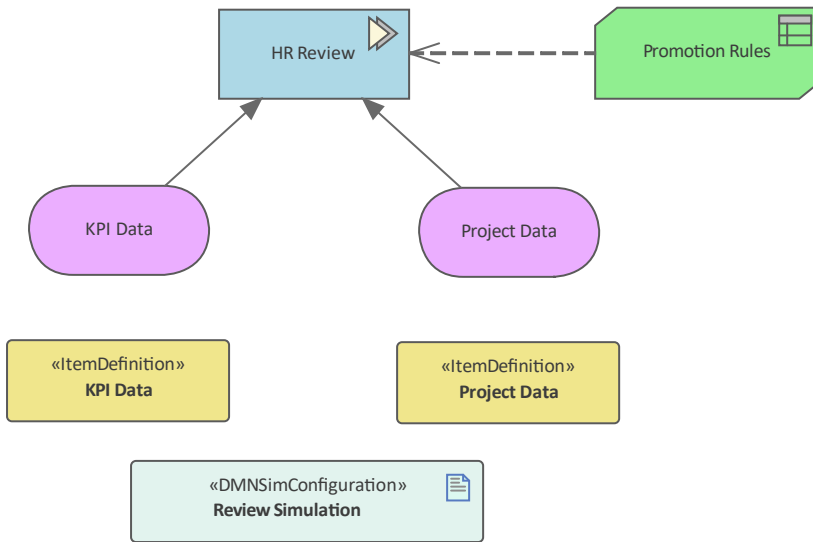 HR Review
Promotion Rules
KPI Data
Project Data
«ItemDefinition»
KPI Data
«ItemDefinition»
Project Data
«DMNSimConfiguration»
Review Simulation